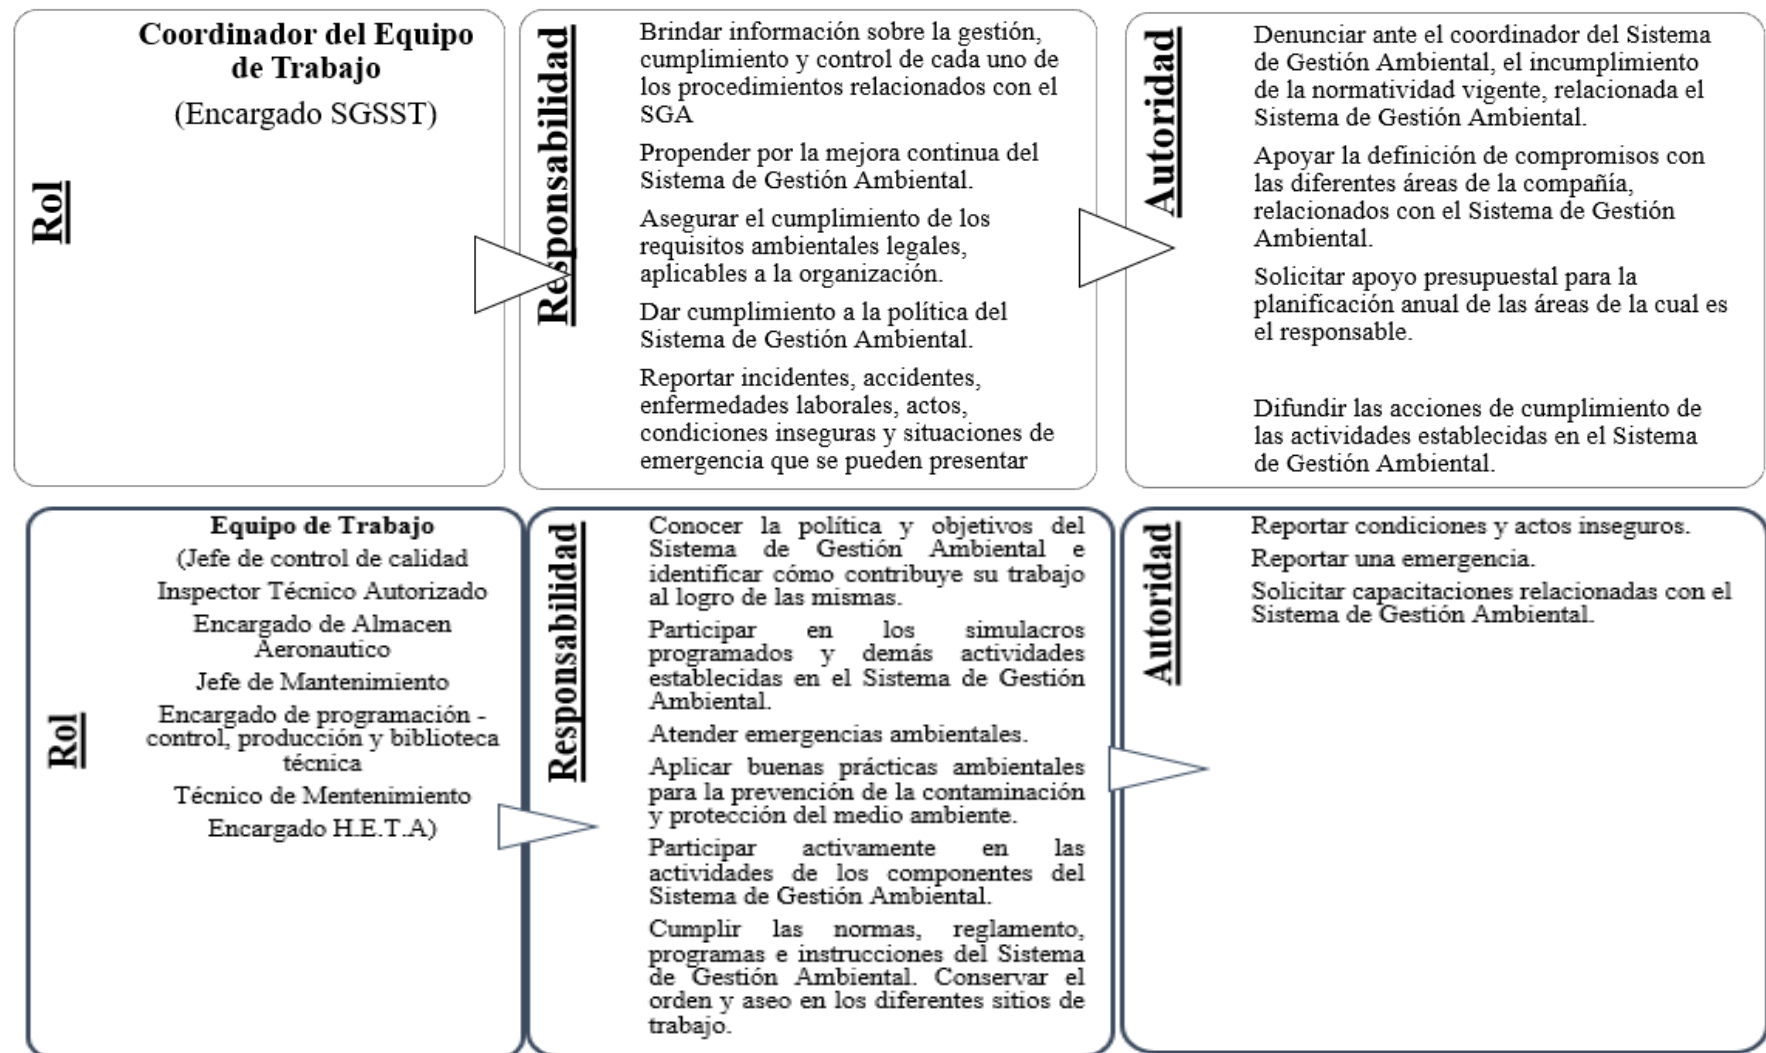 Rol
Coordinador del Equipo
de Trabajo
(Encargado SGSST)
Responsabilidad
Brindar información sobre la gestión,
cumplimiento y control de cada uno de
los procedimientos relacionados con el
SGA
Propender por la mejora continua del
Sistema de Gestión Ambiental.
Asegurar el cumplimiento de los
requisitos ambientales legales,
aplicables a la organización.
Dar cumplimiento a la política del
Sistema de Gestión Ambiental.
Reportar incidentes, accidentes,
enfermedades laborales, actos,
condiciones inseguras y situaciones de
emergencia que se pueden presentar
Autoridad
Denunciar ante el coordinador del Sistema
de Gestión Ambiental, el incumplimiento
de la normatividad vigente, relacionada el
Sistema de Gestión Ambiental.
Apoyar la definición de compromisos con
las diferentes áreas de la compañía,
relacionados con el Sistema de Gestión
Ambiental.
Solicitar apoyo presupuestal para la
planificación anual de las áreas de la cual es
el responsable.
Difundir las acciones de cumplimiento de
las actividades establecidas en el Sistema
de Gestión Ambiental.
Rol
Equipo de Trabajo
(Jefe de control de calidad
Inspector Técnico Autorizado
Encargado de Almacen
Aeronautico
Jefe de Mantenimiento
Encargado de programación -
control, producción y biblioteca
técnica
Técnico de Mentenimiento
Encargado H.E.T.A)
Responsabilidad
Conocer la política y objetivos del
Sistema de Gestión Ambiental e
identificar cómo contribuye su trabajo
al logro de las mismas.
Participar en los simulacros
programados y demás actividades
establecidas en el Sistema de Gestión
Ambiental.
Atender emergencias ambientales.
Aplicar buenas prácticas ambientales
para la prevención de la contaminación
y protección del medio ambiente.
Participar activamente en las
actividades de los componentes del
Sistema de Gestión Ambiental.
Cumplir las normas, reglamento,
programas e instrucciones del Sistema
de Gestión Ambiental. Conservar el
orden y aseo en los diferentes sitios de
trabajo.
Autoridad
Reportar condiciones y actos inseguros.
Reportar una emergencia.
Solicitar capacitaciones relacionadas con el
Sistema de Gestión Ambiental.